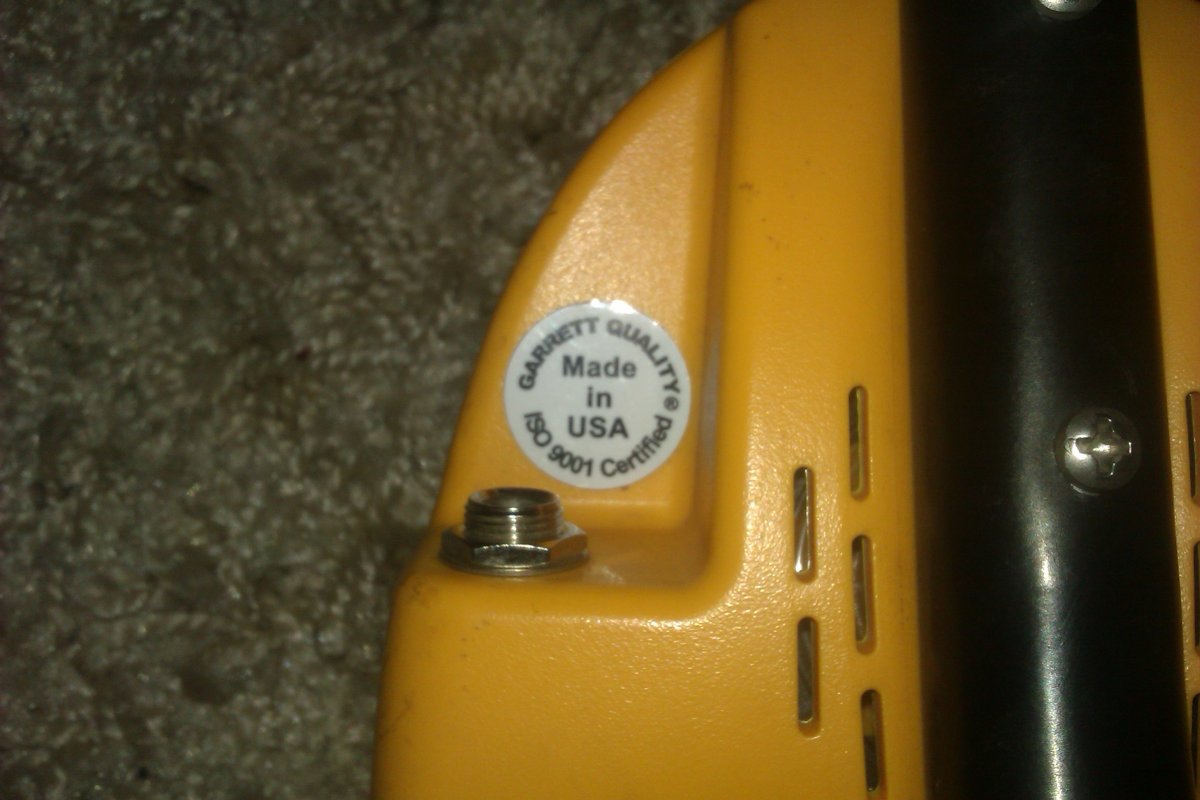 GARRETT QUALITY®
Made
in
USA
ISO 9001 Certified